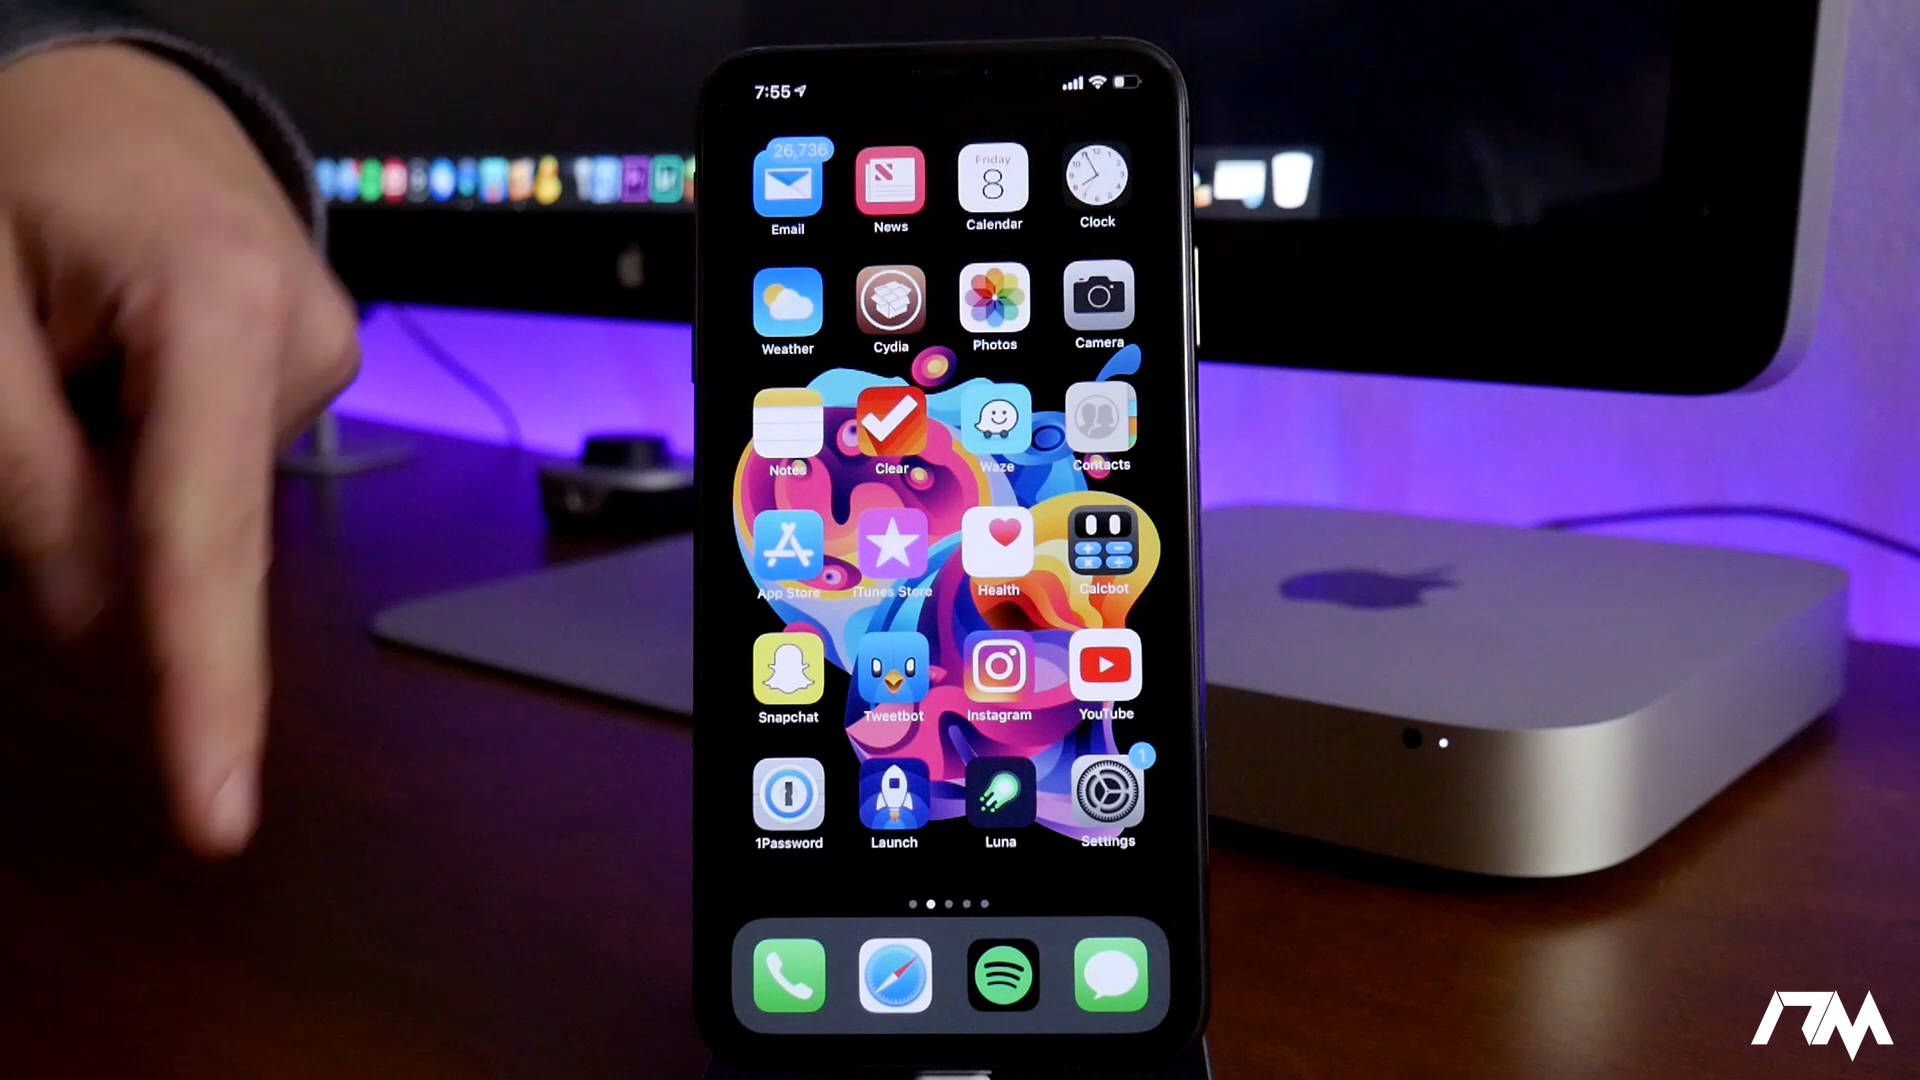 7:55
26,736
Friday
8
Email
News
Calendar
Clock
Weather
Cydia
Photos
Camera
Notes
Clear
Waze
Contacts
App Store
iTunes Store
Health
Calcbot
Snapchat
Tweetbot
Instagram
YouTube
1
1Password
Launch
Luna
Settings